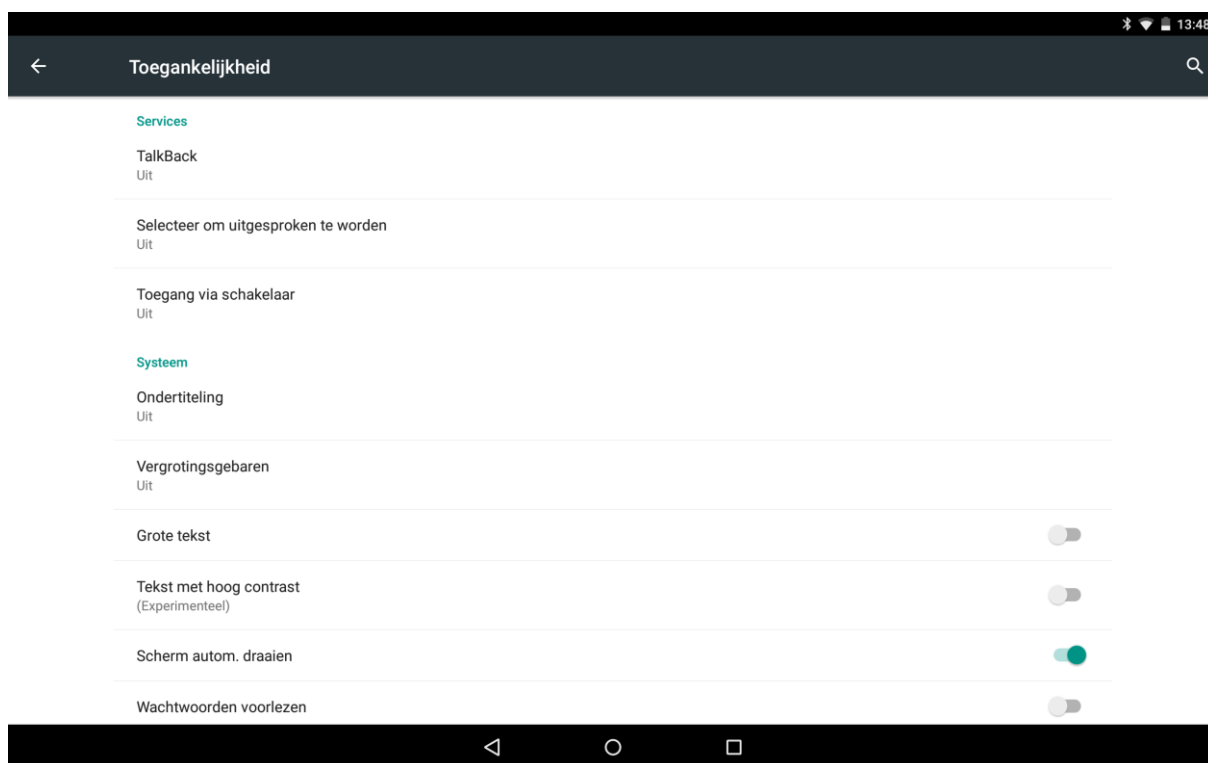 13:48
Toegankelijkheid
Services
TalkBack
Uit
Selecteer om uitgesproken te worden
Uit
Toegang via schakelaar
Uit
Systeem
Ondertiteling
Uit
Vergrotingsgebaren
Uit
Grote tekst
Tekst met hoog contrast
(Experimenteel)
Scherm autom. draaien
Wachtwoorden voorlezen